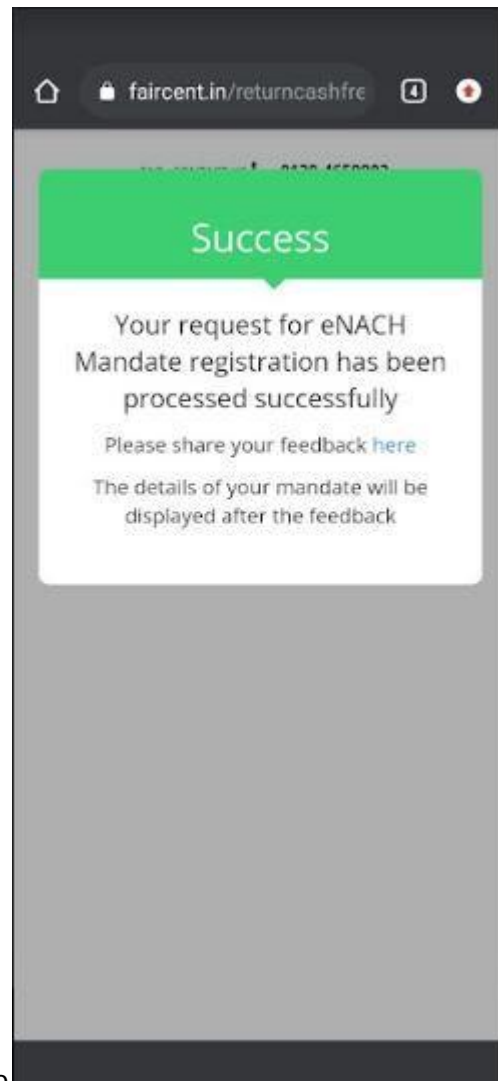 faircent.in/returncashfre
4
Success
Your request for eNACH
Mandate registration has been
processed successfully
Please share your feedback here
The details of your mandate will be
displayed after the feedback